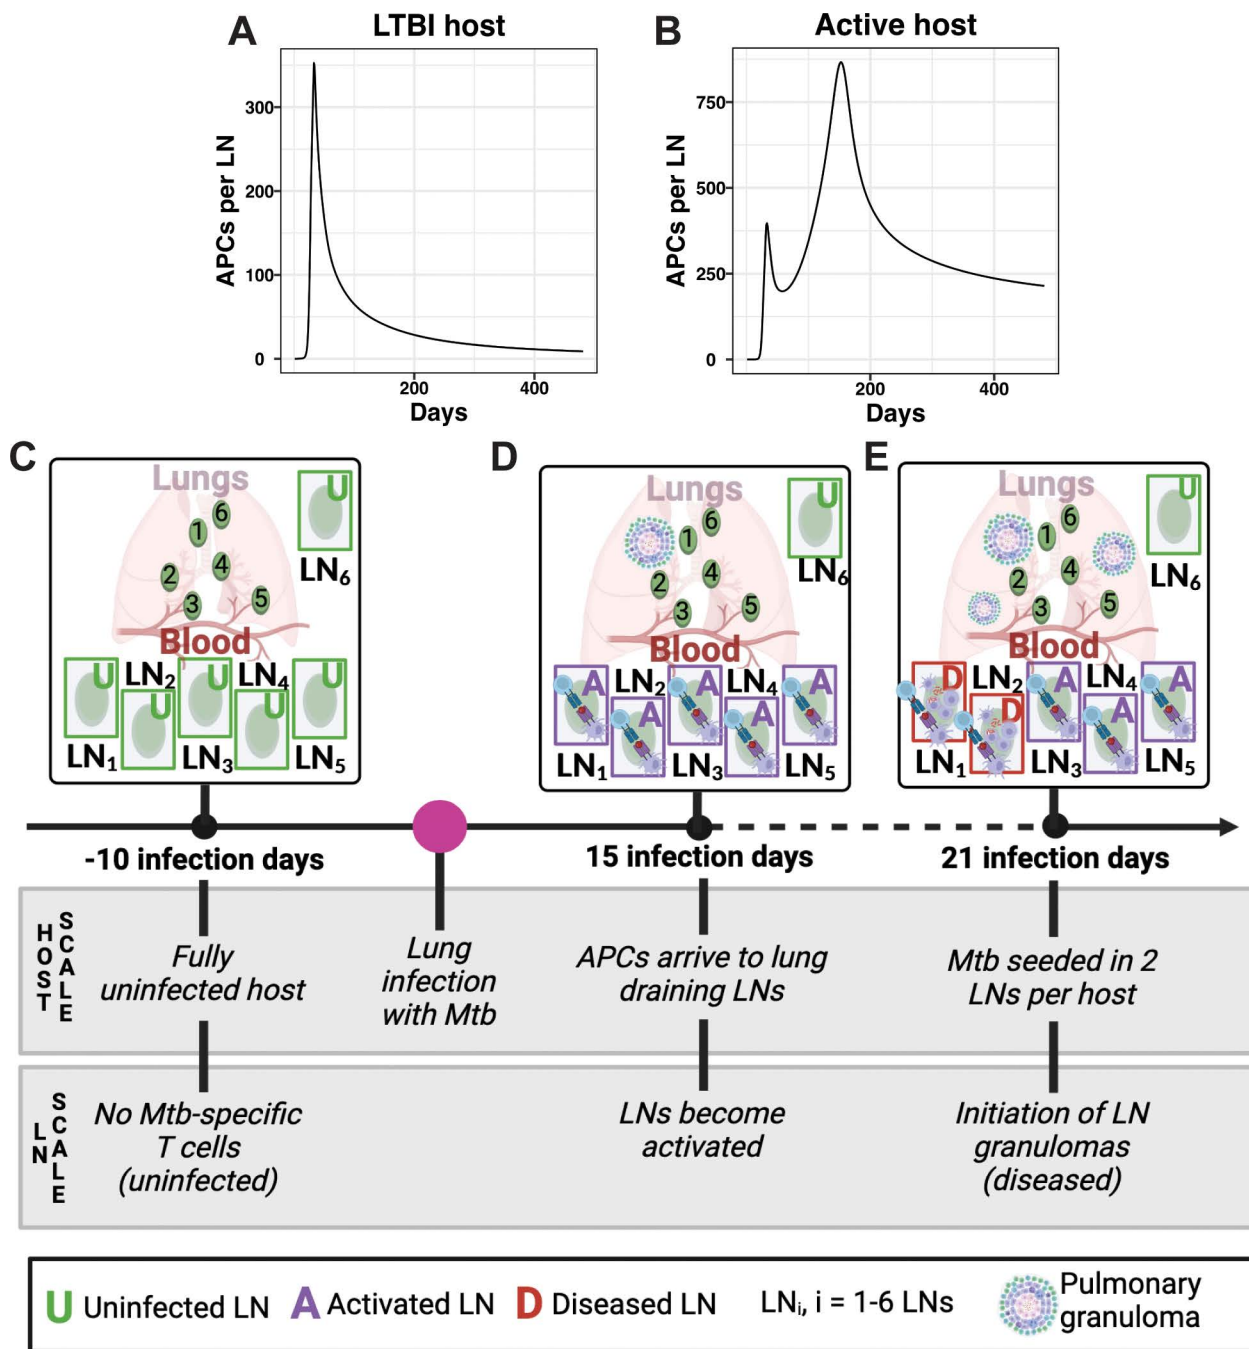 A
LTBI host
APCs per LN
300
200
100
0
200
400
Days
B
Active host
APCs per LN
750
500
250
0
200
400
Days
C
Lungs
U
LN6
1
6
2
4
3
5
Blood
U
LN2
U
U
LN4
U
U
LN1
LN3
LN5
D
Lungs
U
LN6
1
6
2
4
3
5
Blood
A
LN2
A
A
LN4
A
A
LN1
LN3
LN5
E
Lungs
U
LN6
1
6
2
4
3
5
Blood
D
LN2
D
A
LN4
A
A
LN1
LN3
LN5
-10 infection days
15 infection days
21 infection days
HOST
SCALE
Fully
uninfected host
Lung
infection
with Mtb
APCs arrive to lung
draining LNs
Mtb seeded in 2
LNs per host
LN
SCALE
No Mtb-specific
T cells
(uninfected)
LNs become
activated
Initiation of LN
granulomas
(diseased)
U Uninfected LN
A Activated LN
D Diseased LN
LNi, i = 1-6 LNs
Pulmonary
granuloma